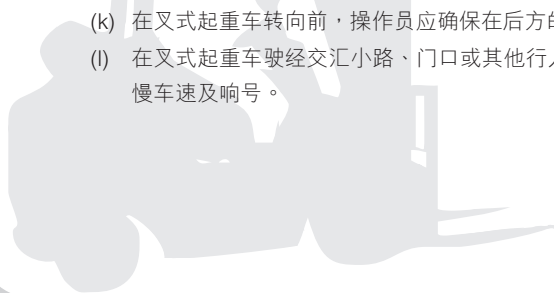 (k) 在叉式起重车转向前，操作员应确保在后方的
(l) 在叉式起重车驶经交汇小路、门口或其他行
慢车速及响号。